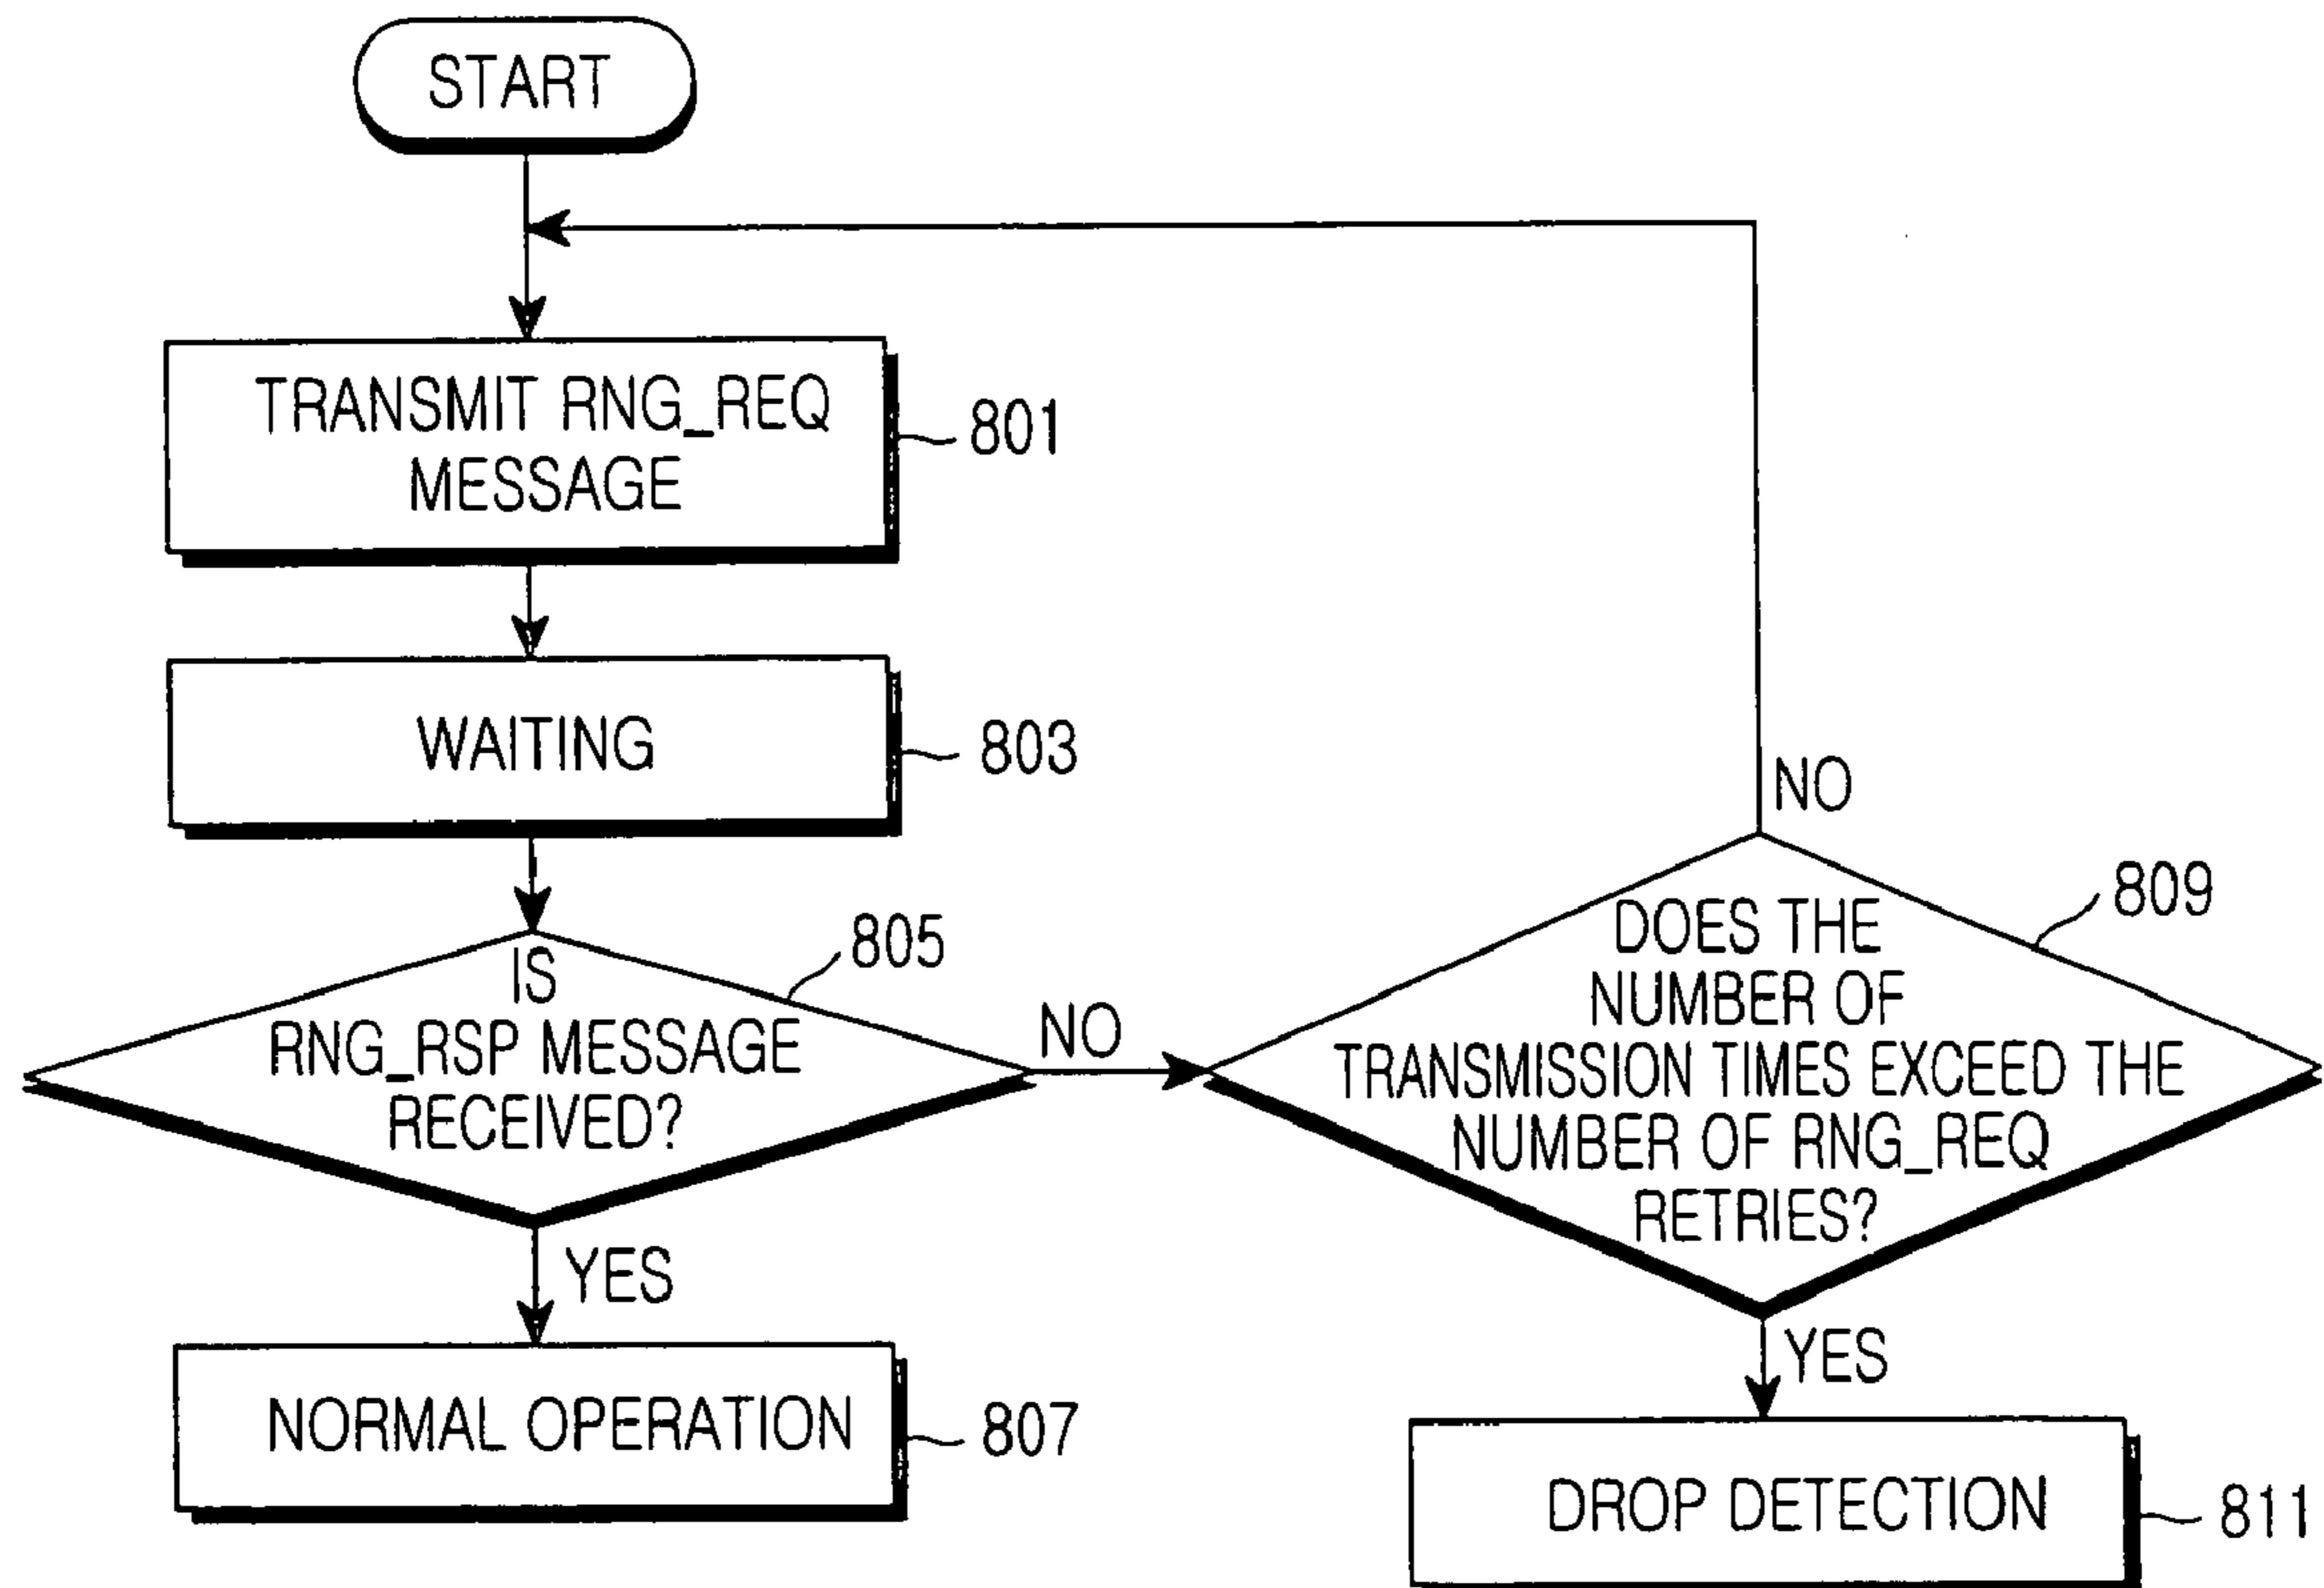 START
TRANSMIT RNG_REQ
MESSAGE
801
WAITING
803
IS
RNG_RSP MESSAGE
RECEIVED?
805
NO
YES
NORMAL OPERATION
807
NO
809
DOES THE
NUMBER OF
TRANSMISSION TIMES EXCEED THE
NUMBER OF RNG_REQ
RETRIES?
YES
DROP DETECTION
811